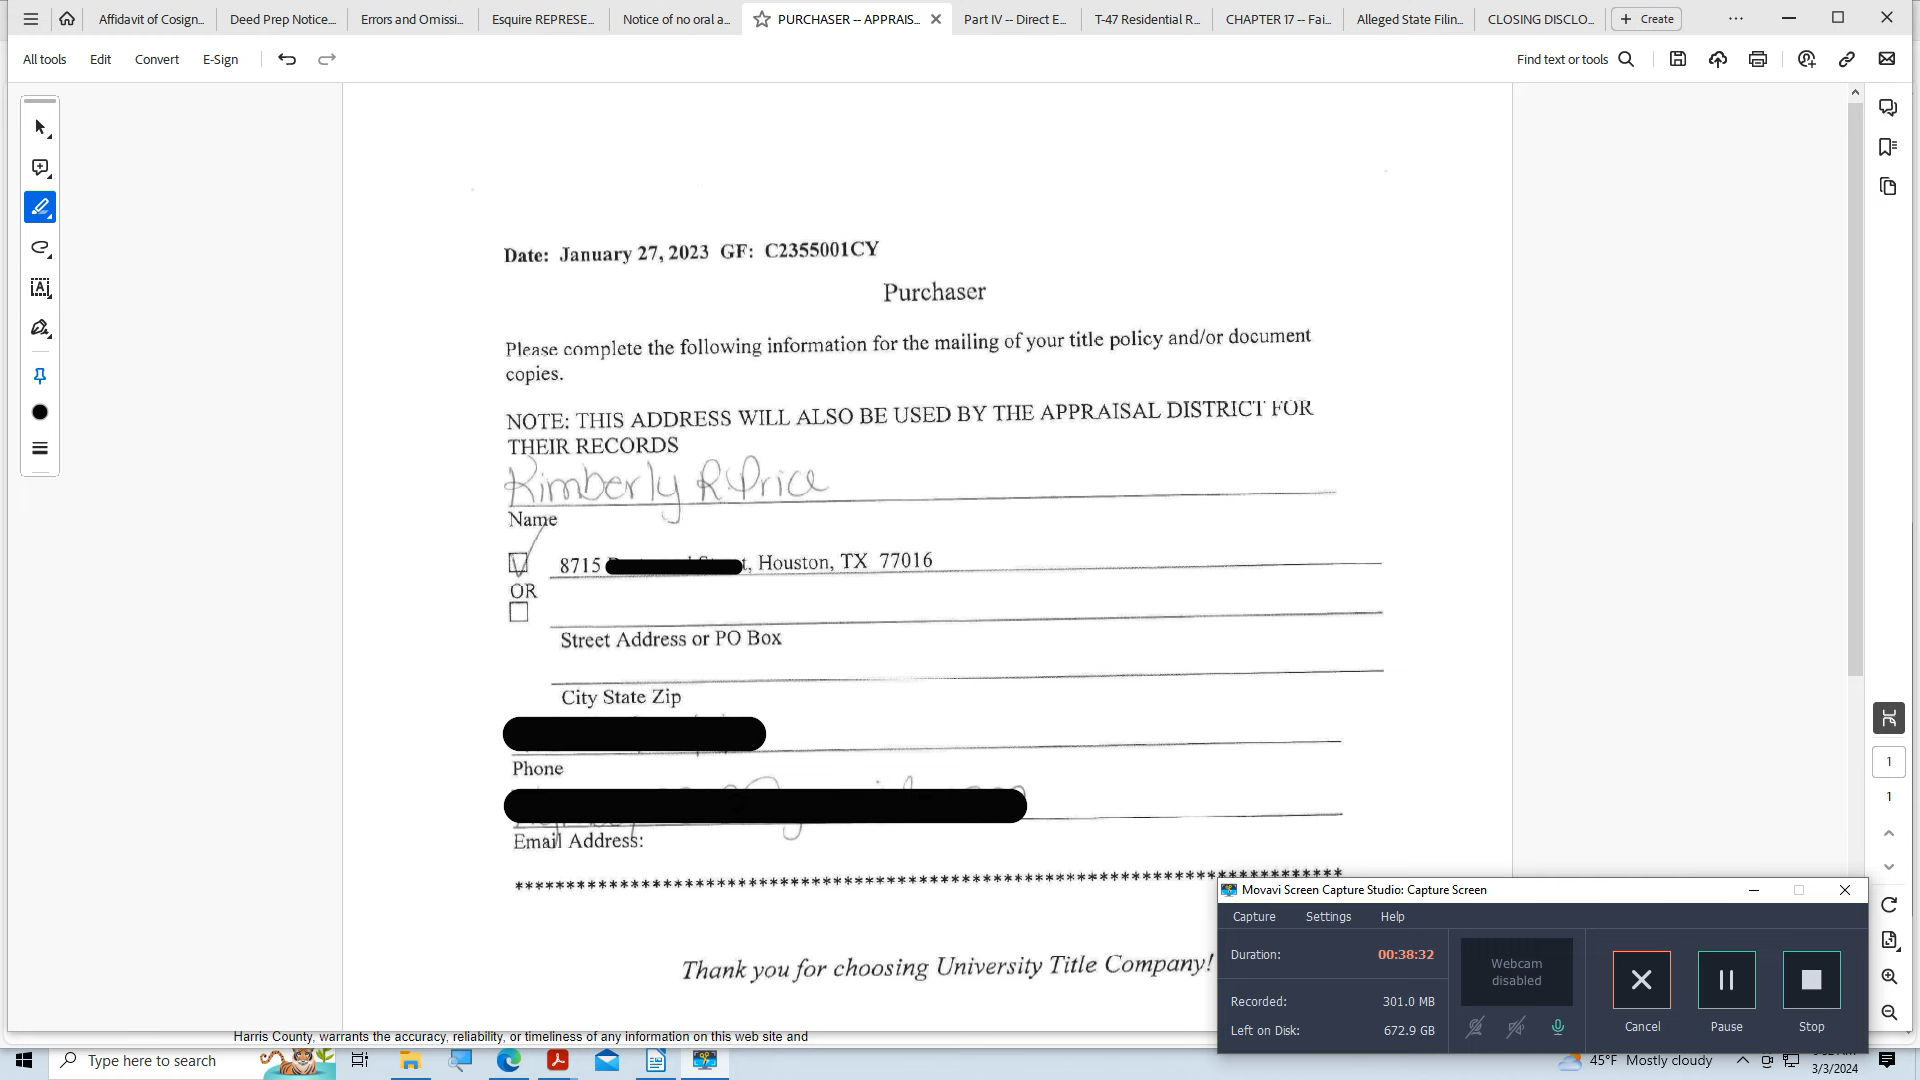 Affidavit of Cosign...
Deed Prep Notice....
Errors and Omissi...
Esquire REPRESE...
Notice of no oral a...
PURCHASER -- APPRAIS...
Part IV -- Direct E...
T-47 Residential R...
CHAPTER 17 -- Fai...
Alleged State Filin...
CLOSING DISCLO...
Create
All tools
Edit
Convert
E-Sign
Find text or tools
Date: January 27, 2023 GF: C2355001CY
Purchaser
Please complete the following information for the mailing of your title policy and/or document
copies.
NOTE: THIS ADDRESS WILL ALSO BE USED BY THE APPRAISAL DISTRICT FOR
THEIR RECORDS
Kimberly R. Price
Name
8715 t, Houston, TX 77016
OR
Street Address or PO Box
City State Zip
Phone
Email Address:
**********************************************************************************
Thank you for choosing University Title Company!
1
1
Movavi Screen Capture Studio: Capture Screen
Capture Settings Help
Duration: 00:38:32
Recorded: 301.0 MB
Left on Disk: 672.9 GB
Webcam
disabled
Cancel
Pause
Stop
Harris County, warrants the accuracy, reliability, or timeliness of any information on this web site and
Type here to search
45°F Mostly cloudy
3/3/2024